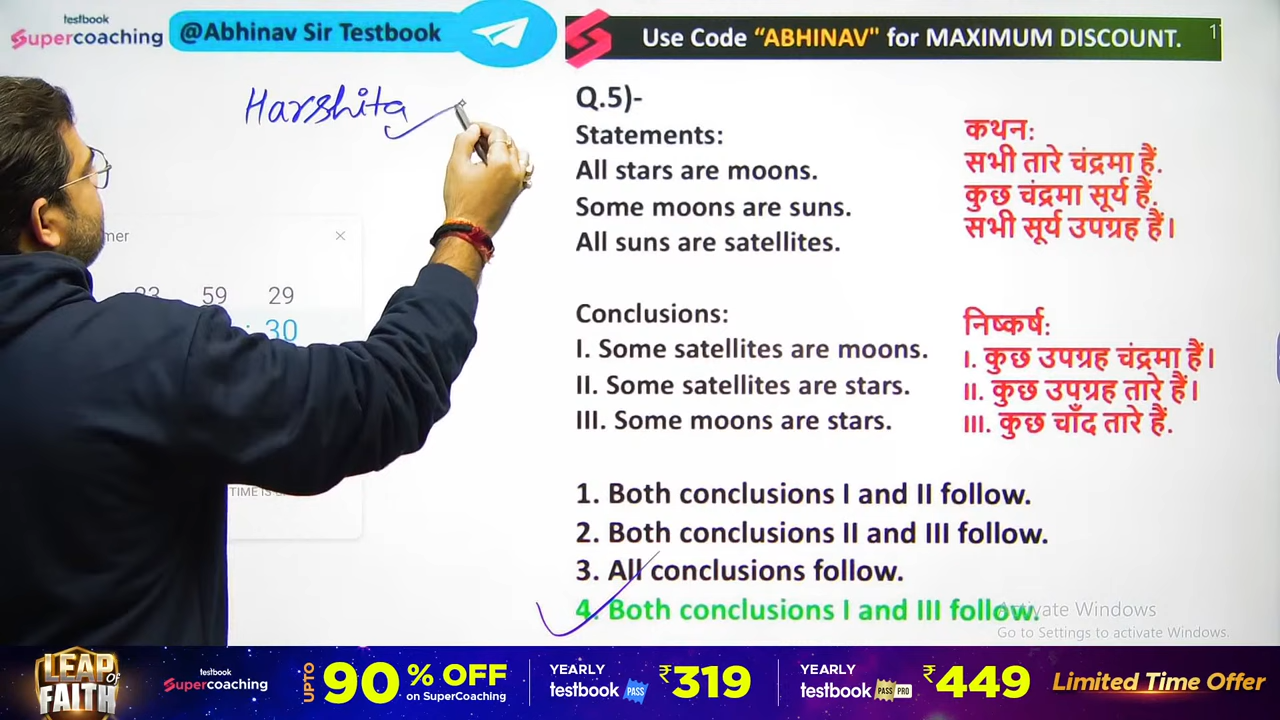 testbook
Supercoaching
@Abhinav Sir Testbook
Use Code “ABHINAV" for MAXIMUM DISCOUNT.
Harshita
59 29
30
Q.5)-
Statements:
All stars are moons.
Some moons are suns.
All suns are satellites.
कथन:
सभी तारे चंद्रमा हैं.
कुछ चंद्रमा सूर्य हैं.
सभी सूर्य उपग्रह हैं।
Conclusions:
I. Some satellites are moons.
II. Some satellites are stars.
III. Some moons are stars.
निष्कर्ष:
I. कुछ उपग्रह चंद्रमा हैं।
II. कुछ उपग्रह तारे हैं।
III. कुछ चाँद तारे हैं.
1. Both conclusions I and II follow.
2. Both conclusions II and III follow.
3. All conclusions follow.
4. Both conclusions I and III follow.
Activate Windows
Go to Settings to activate Windows.
LEAP OF FAITH
testbook
Supercoaching
UPTO 90% OFF
on SuperCoaching
YEARLY
testbook PASS
₹319
YEARLY
testbook PASS PRO
₹449
Limited Time Offer